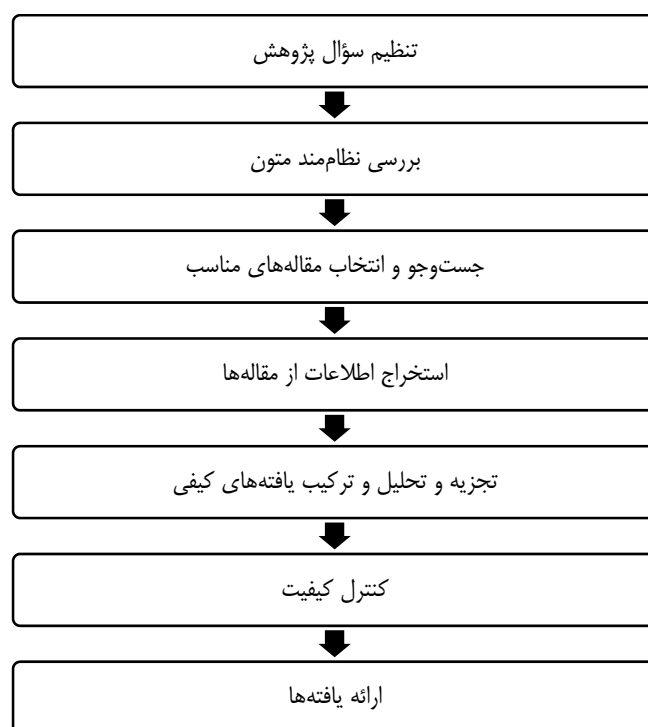 تنظیم سؤال پژوهش
بررسی نظام‌مند متون
جست‌وجو و انتخاب مقاله‌های مناسب
استخراج اطلاعات از مقاله‌ها
تجزیه و تحلیل و ترکیب یافته‌های کیفی
کنترل کیفیت
ارائه یافته‌ها